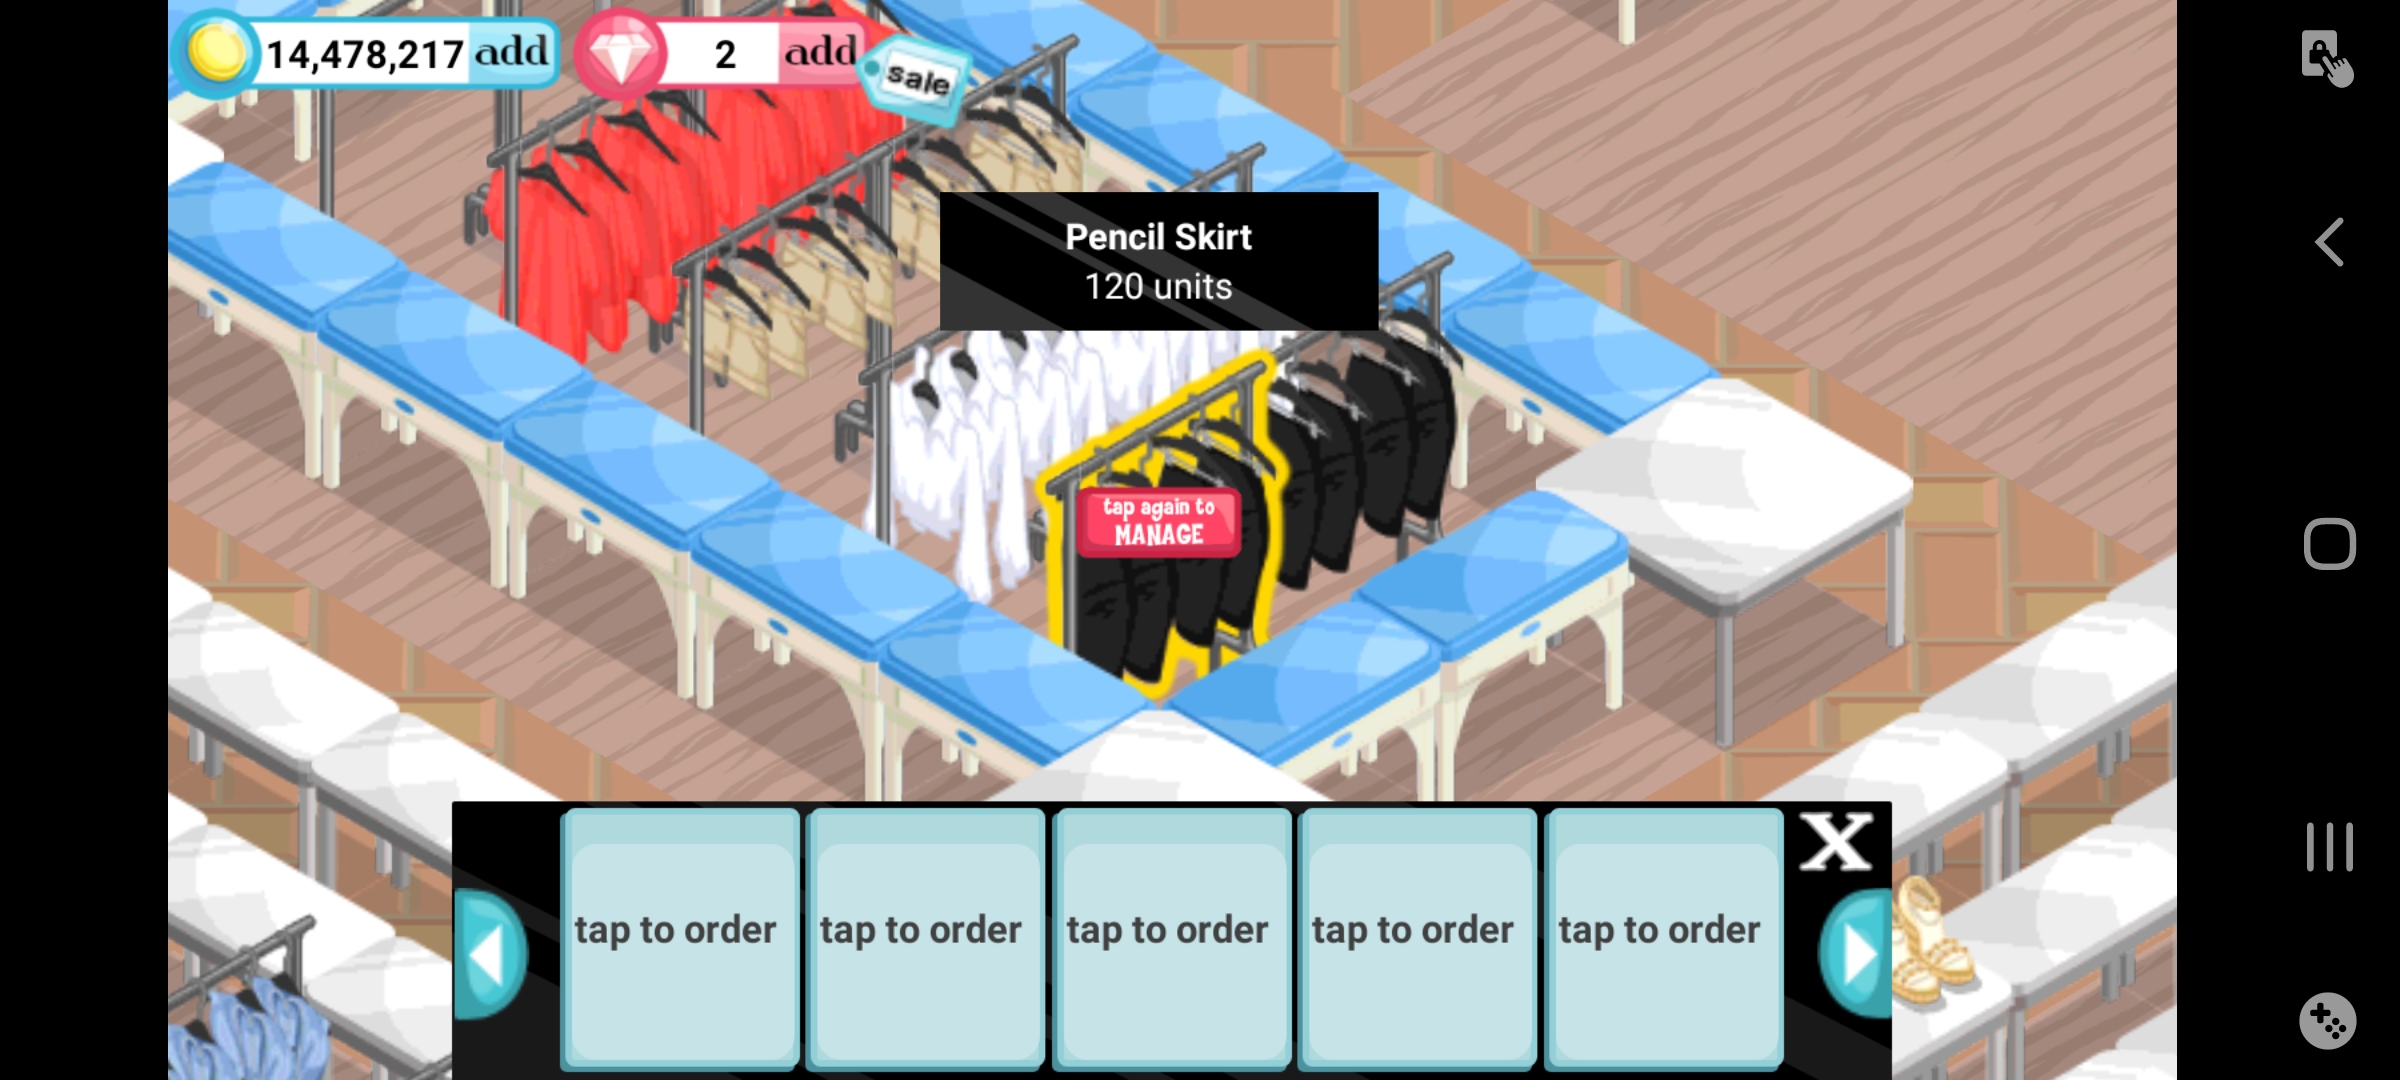 14,478,217 add
2 add
sale
Pencil Skirt
120 units
tap again to
MANAGE
X
tap to order
tap to order
tap to order
tap to order
tap to order